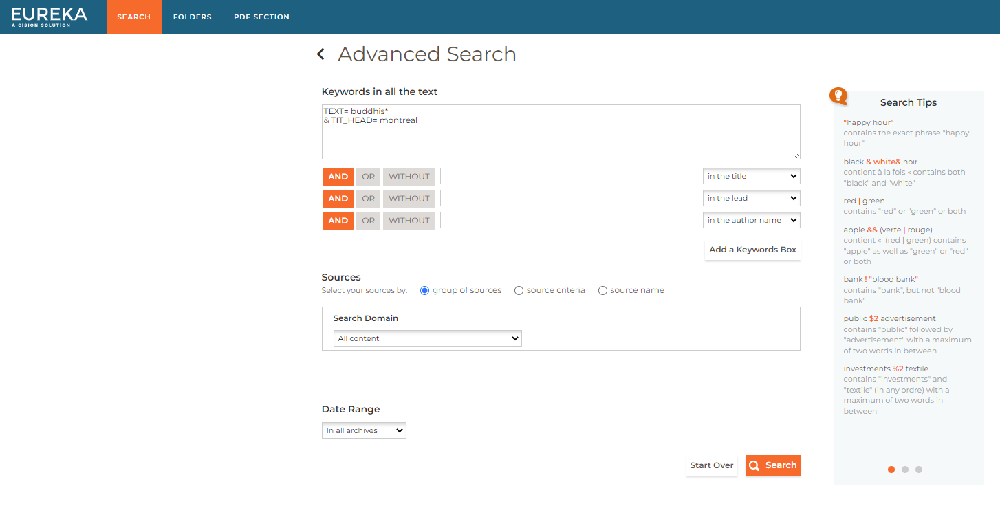 EUREKA
A CISION SOLUTION
SEARCH
FOLDERS
PDF SECTION
Advanced Search
Keywords in all the text
TEXT= buddhis*
& TIT_HEAD= montreal
AND OR WITHOUT in the title
AND OR WITHOUT in the lead
AND OR WITHOUT in the author name
Add a Keywords Box
Sources
Select your sources by: group of sources source criteria source name
Search Domain
All content
Date Range
In all archives
Start Over
Search
Search Tips
"happy hour"
contains the exact phrase "happy
hour"
black & white& noir
contient à la fois « contains both
"black" and "white"
red | green
contains "red" or "green" or both
apple && (verte | rouge)
contient « (red | green) contains
"apple" as well as "green" or "red"
or both
bank ! "blood bank"
contains "bank", but not "blood
bank"
public $2 advertisement
contains "public" followed by
"advertisement" with a maximum
of two words in between
investments %2 textile
contains "investments" and
"textile" (in any ordre) with a
maximum of two words in
between